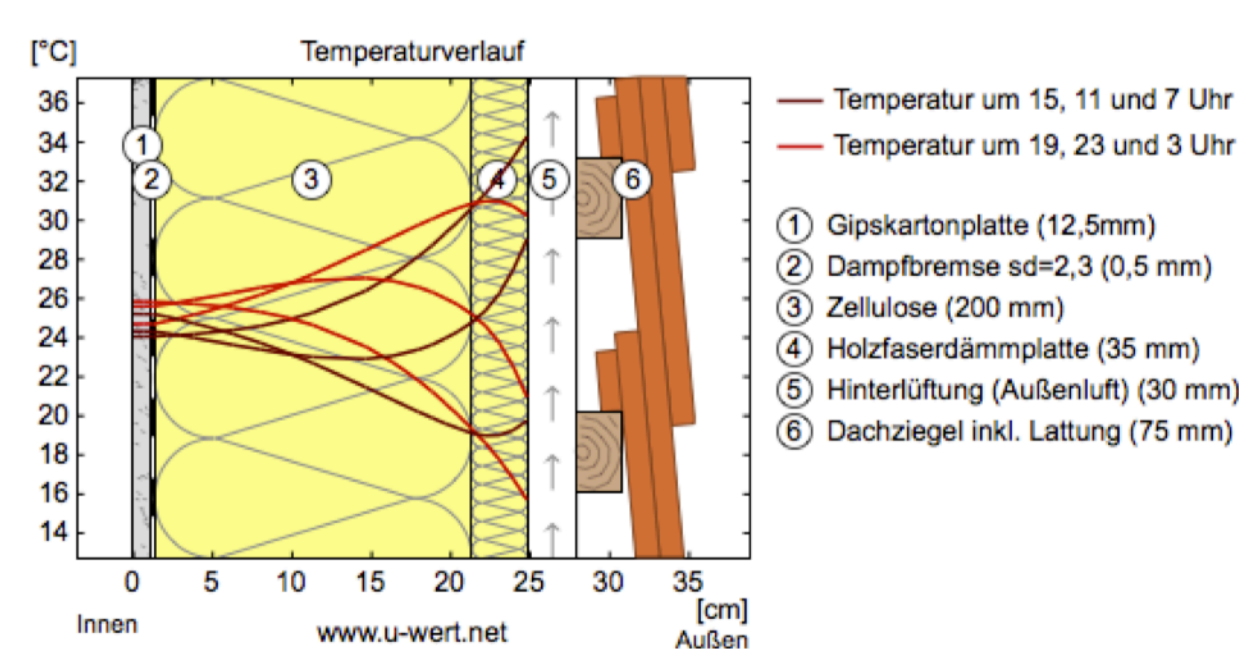 [°C] Temperaturverlauf
36
34
32
30
28
26
24
22
20
18
16
14
0 5 10 15 20 25 30 35
[cm]
Innen www.u-wert.net Außen
1
2
3
4
5
6
Temperatur um 15, 11 und 7 Uhr
Temperatur um 19, 23 und 3 Uhr
1 Gipskartonplatte (12,5mm)
2 Dampfbremse sd=2,3 (0,5 mm)
3 Zellulose (200 mm)
4 Holzfaserdämmplatte (35 mm)
5 Hinterlüftung (Außenluft) (30 mm)
6 Dachziegel inkl. Lattung (75 mm)